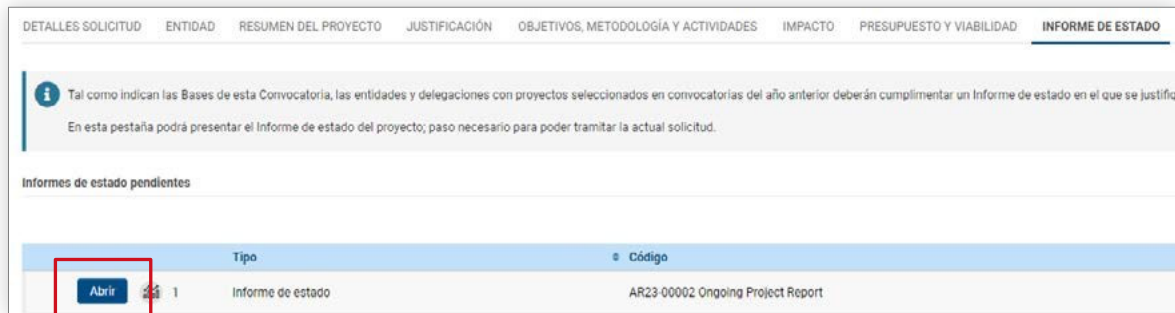 DETALLES SOLICITUD ENTIDAD RESUMEN DEL PROYECTO JUSTIFICACIÓN OBJETIVOS, METODOLOGÍA Y ACTIVIDADES IMPACTO PRESUPUESTO Y VIABILIDAD INFORME DE ESTADO
Tal como indican las Bases de esta Convocatoria, las entidades y delegaciones con proyectos seleccionados en convocatorias del año anterior deberán cumplimentar un Informe de estado en el que se justifiq
En esta pestaña podrá presentar el Informe de estado del proyecto; paso necesario para poder tramitar la actual solicitud.
Informes de estado pendientes
Tipo Código
Abrir 1 Informe de estado AR23-00002 Ongoing Project Report